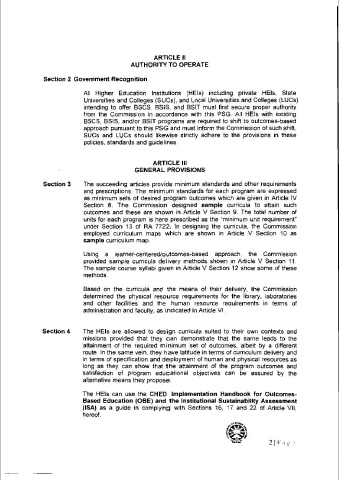 ARTICLE II
AUTHORITY TO OPERATE
Section 2 Government Recognition
All Higher Education Institutions (HEIs) including private HEIs, State
Universities and Colleges (SUCs), and Local Universities and Colleges (LUCs)
intending to offer BSCS, BSIS, and BSIT must first secure proper authority
from the Commission in accordance with this PSG. All HEIs with existing
BSCS, BSIS, and/or BSIT programs are required to shift to outcomes-based
approach pursuant to this PSG and must inform the Commission of such shift.
SUCs and LUCs should likewise strictly adhere to the provisions in these
policies, standards and guidelines.
ARTICLE III
GENERAL PROVISIONS
Section 3 The succeeding articles provide minimum standards and other requirements
and prescriptions. The minimum standards for each program are expressed
as minimum sets of desired program outcomes which are given in Article IV
Section 6. The Commission designed sample curricula to attain such
outcomes and these are shown in Article V Section 9. The total number of
units for each program is here prescribed as the "minimum unit requirement"
under Section 13 of RA 7722. In designing the curricula, the Commission
employed curriculum maps which are shown in Article V Section 10 as
sample curriculum map.
Using a learner-centered/outcomes-based approach, the Commission
provided sample curricula delivery methods shown in Article V Section 11.
The sample course syllabi given in Article V Section 12 show some of these
methods.
Based on the curricula and the means of their delivery, the Commission
determined the physical resource requirements for the library, laboratories
and other facilities and the human resource requirements in terms of
administration and faculty, as indicated in Article VI.
Section 4 The HEIs are allowed to design curricula suited to their own contexts and
missions provided that they can demonstrate that the same leads to the
attainment of the required minimum set of outcomes, albeit by a different
route. In the same vein, they have latitude in terms of curriculum delivery and
in terms of specification and deployment of human and physical resources as
long as they can show that the attainment of the program outcomes and
satisfaction of program educational objectives can be assured by the
alternative means they propose.
The HEIs can use the CHED Implementation Handbook for Outcomes-
Based Education (OBE) and the Institutional Sustainability Assessment
(ISA) as a guide in complying with Sections 16, 17 and 22 of Article VII,
hereof.